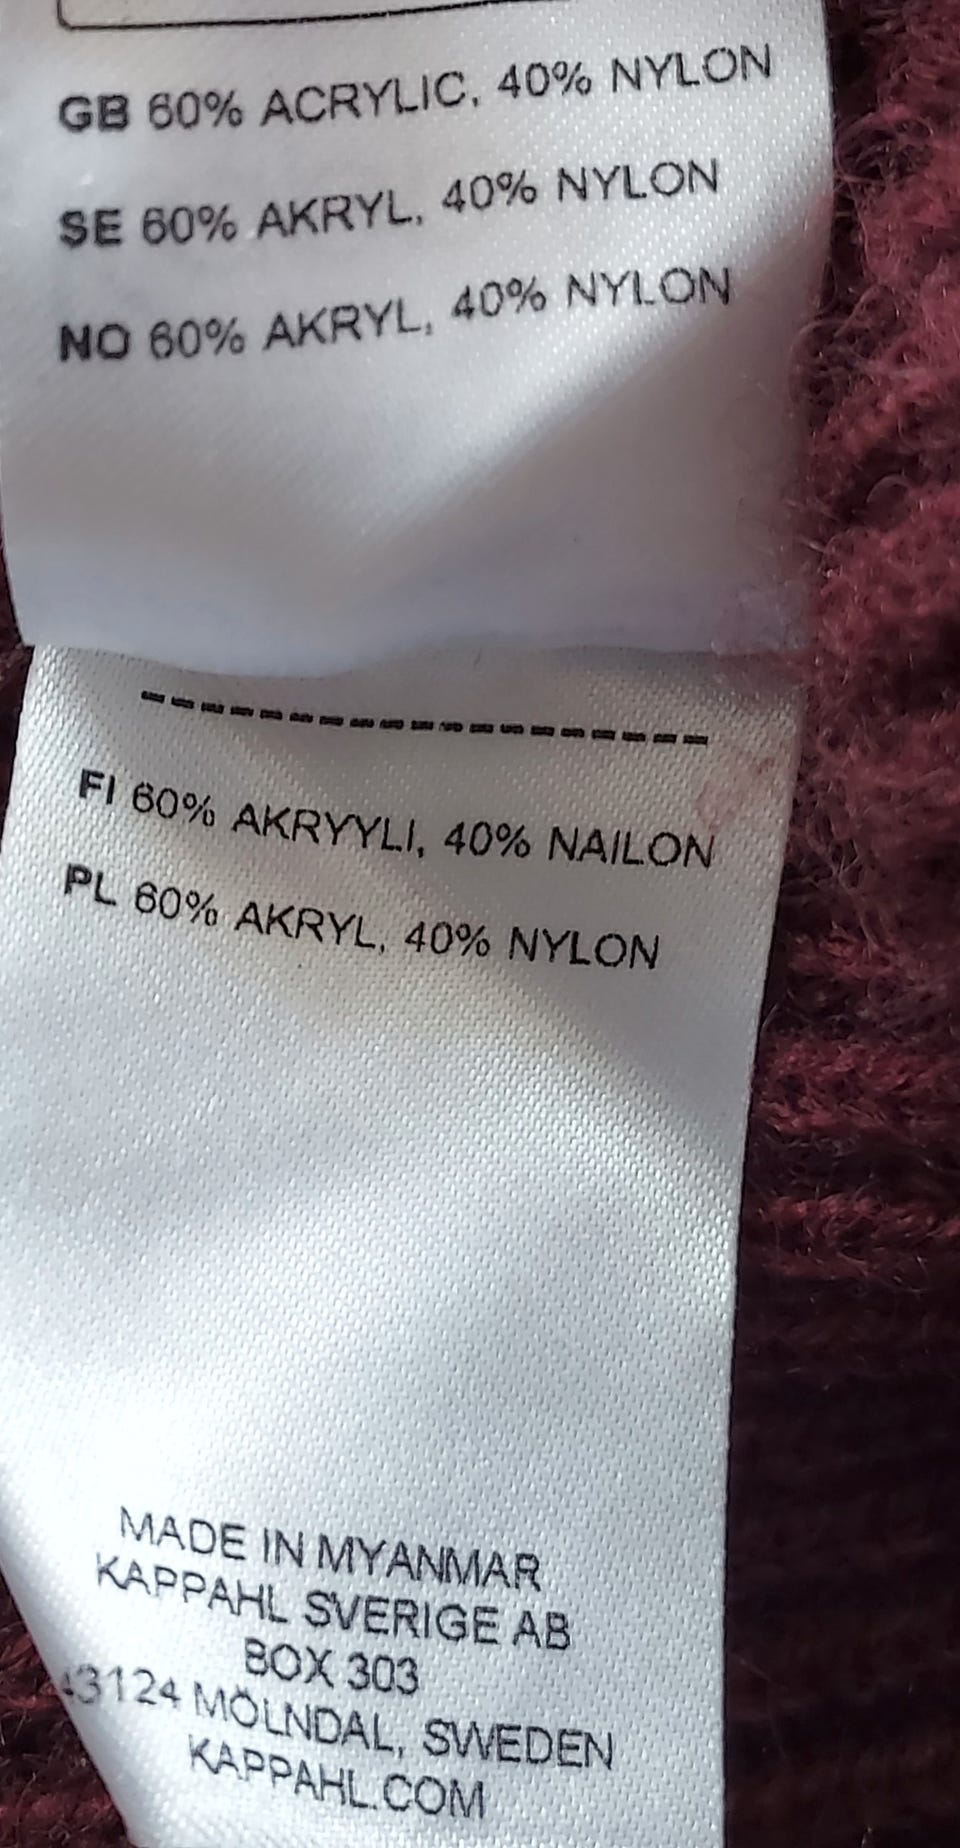 GB 60% ACRYLIC, 40% NYLON
SE 60% AKRYL, 40% NYLON
NO 60% AKRYL, 40% NYLON
FI 60% AKRYYLI, 40% NAILON
PL 60% AKRYL, 40% NYLON
MADE IN MYANMAR
KAPPAHL SVERIGE AB
BOX 303
43124 MÖLNDAL, SWEDEN
KAPPAHL.COM